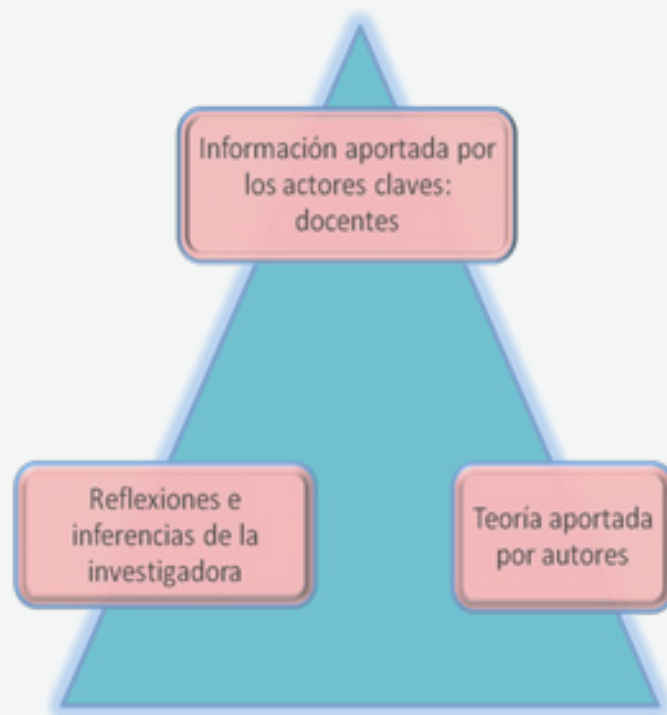 Información aportada por
los actores claves:
docentes
Reflexiones e
inferencias de la
investigadora
Teoría aportada
por autores